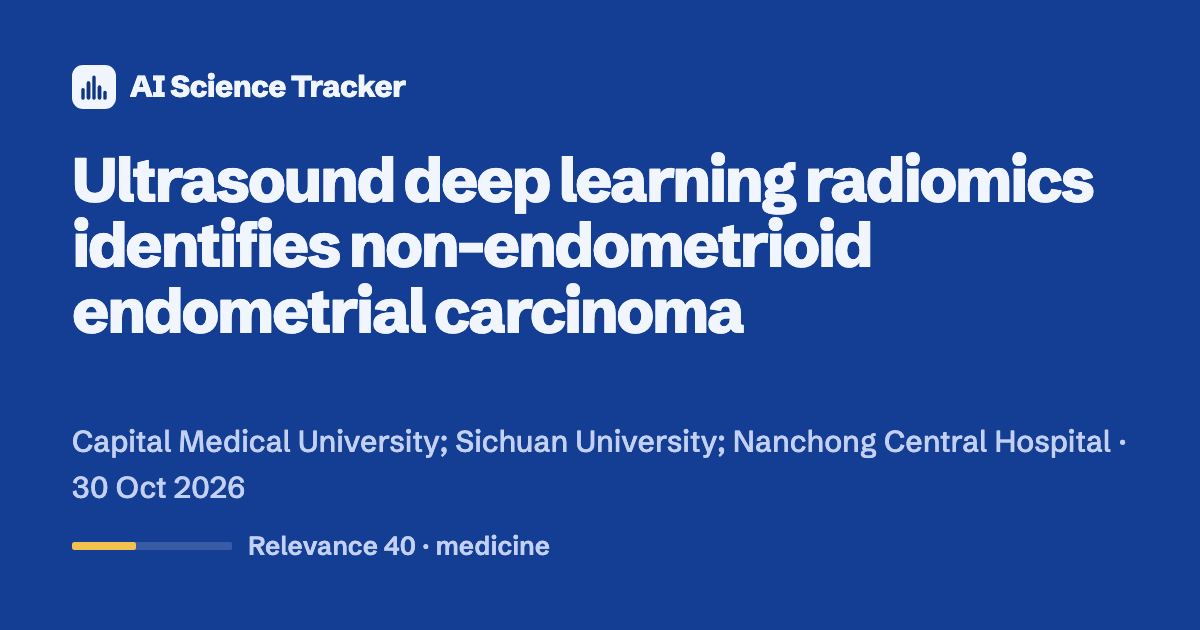 AI Science Tracker
Ultrasound deep learning radiomics
identifies non-endometrioid
endometrial carcinoma
Capital Medical University; Sichuan University; Nanchong Central Hospital ·
30 Oct 2026
Relevance 40 · medicine